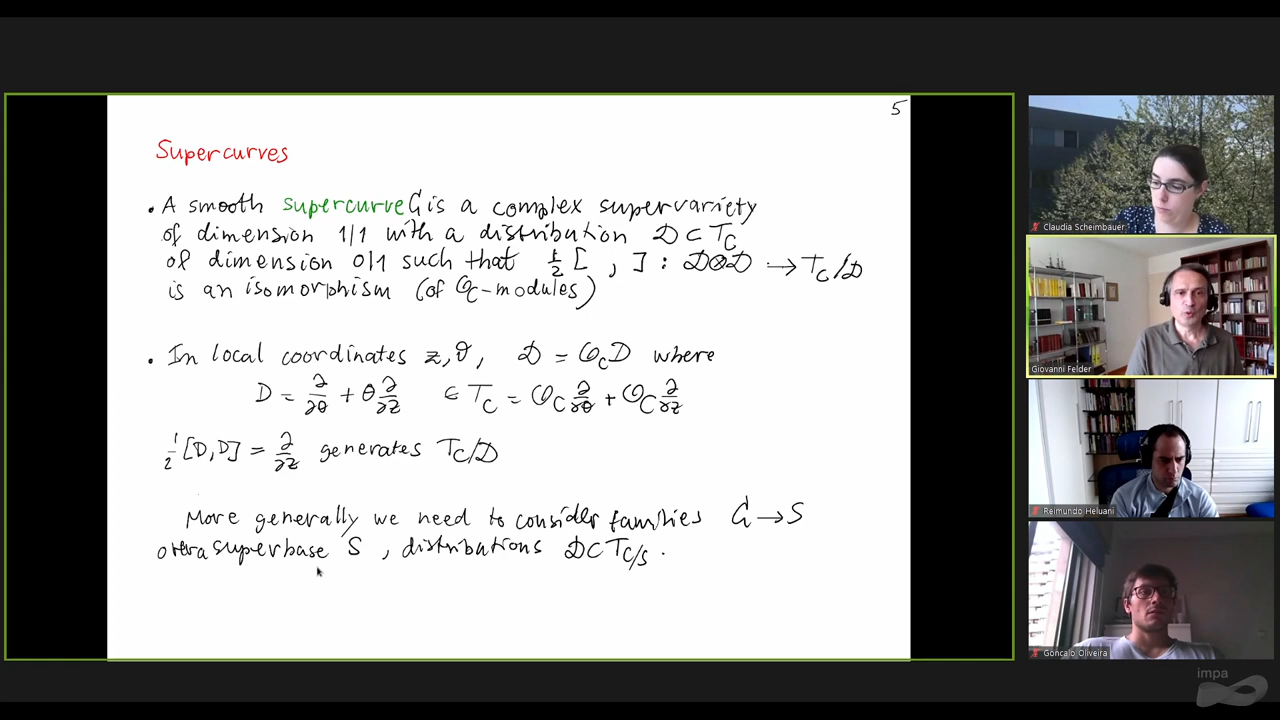 5
Supercurves
• A smooth supercurve C is a complex supervariety
of dimension 1|1 with a distribution D ⊂ T_C
of dimension 0|1 such that ½[ , ] : D⊗D → T_C/D
is an isomorphism (of O_C-modules)
• In local coordinates z, θ, D = O_C D where
D = ∂/∂θ + θ ∂/∂z ∈ T_C = O_C ∂/∂θ + O_C ∂/∂z
½[D,D] = ∂/∂z generates T_C/D
More generally we need to consider families C → S
over a superbase S, distributions D ⊂ T_C/S.
Claudia Scheimbauer
Giovanni Felder
Reimundo Heluani
Goncalo Oliveira
impa